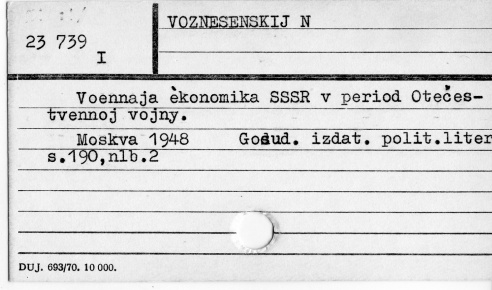 VOZNESENSKIJ N
23 739
I
Voennaja èkonomika SSSR v period Otečes-
tvennoj vojny.
Moskva 1948 Gosud. izdat. polit.liter
s.190,nlb.2
DUJ. 693/70. 10 000.